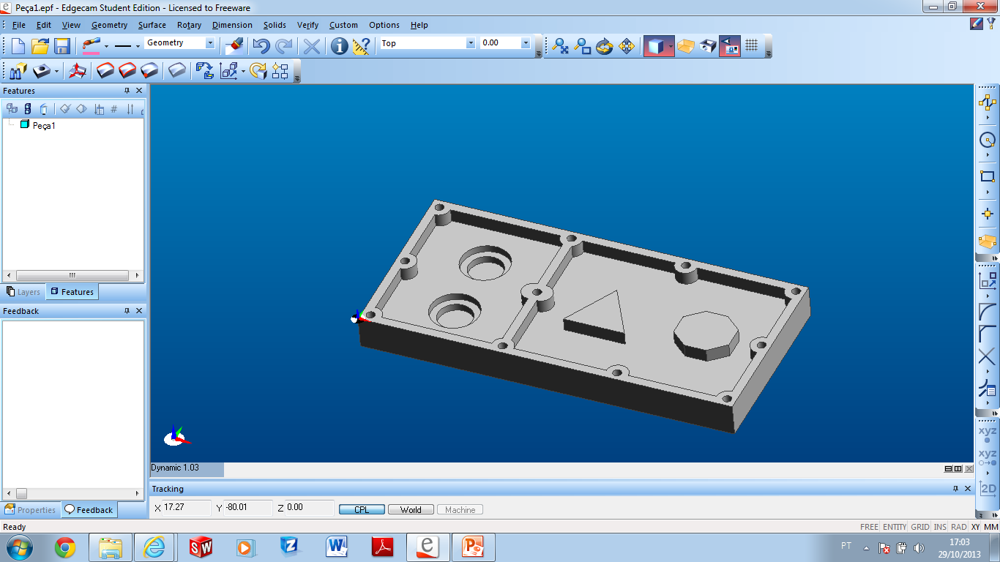 Peça1.epf - Edgecam Student Edition - Licensed to Freeware
File Edit View Geometry Surface Rotary Dimension Solids Verify Custom Options Help
Geometry Top 0.00
Features
Peça1
Layers Features
Feedback
Properties Feedback
Dynamic 1.03
Tracking
X 17.27 Y -80.01 Z 0.00 CPL World Machine
xyz
xyz
2D
Ready FREE ENTITY GRID INS RAD XY MM
PT 17:03
29/10/2013